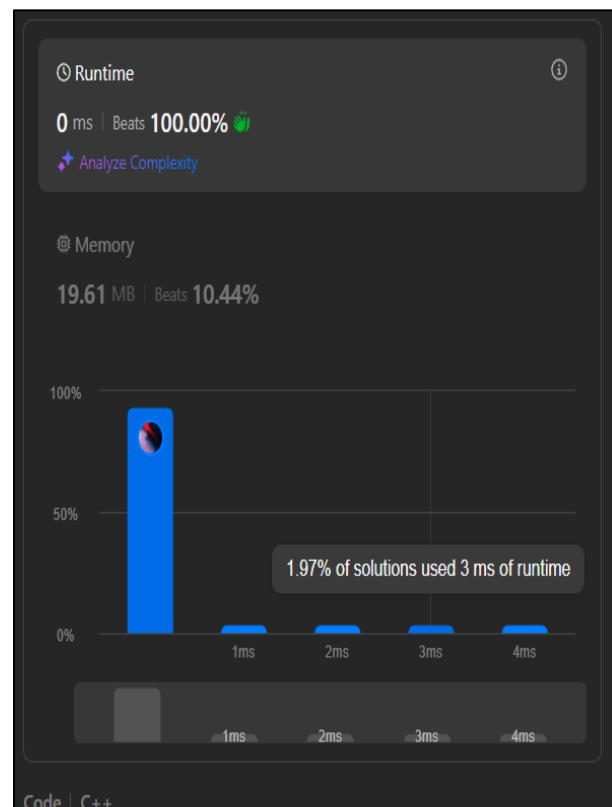 Runtime
0 ms | Beats 100.00%
Analyze Complexity
Memory
19.61 MB | Beats 10.44%
100%
50%
1.97% of solutions used 3 ms of runtime
0%
1ms 2ms 3ms 4ms
1ms 2ms 3ms 4ms
Code | C++